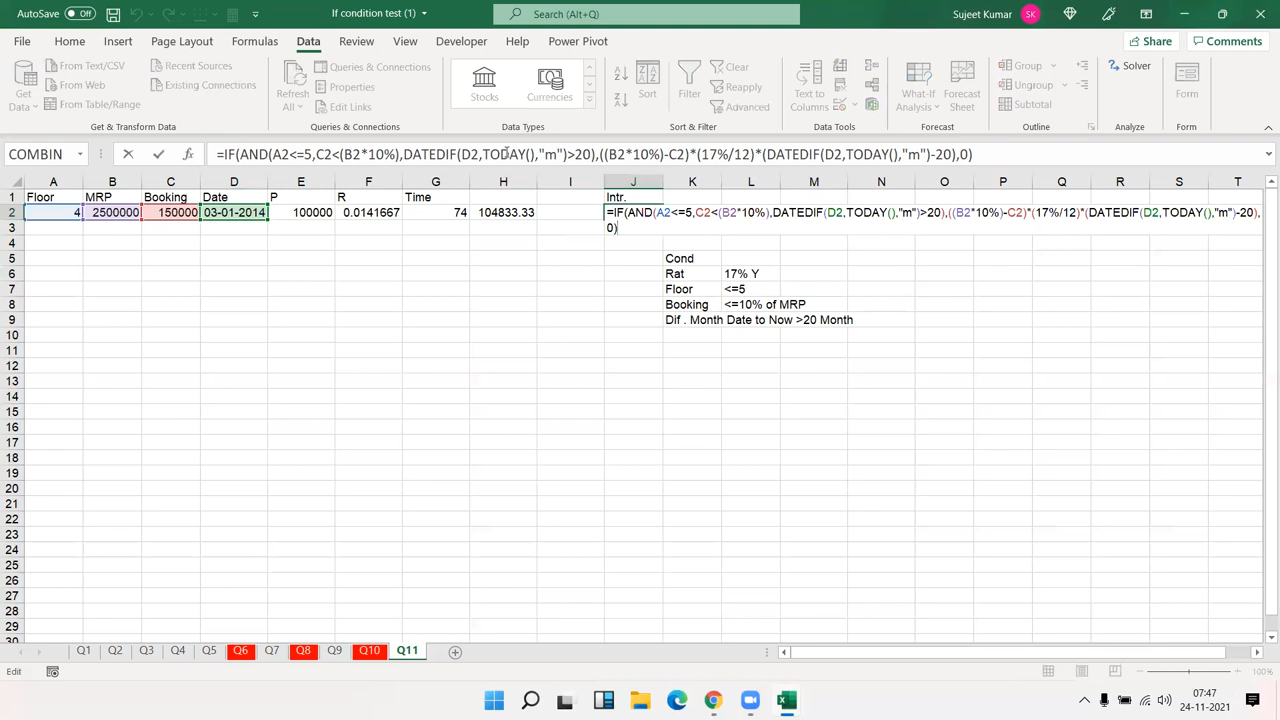 AutoSave Off If condition test (1) Search (Alt+Q) Sujeet Kumar SK
File Home Insert Page Layout Formulas Data Review View Developer Help Power Pivot Share Comments
Get Data From Text/CSV From Web From Table/Range Recent Sources Existing Connections
Refresh All Queries & Connections Properties Edit Links
Stocks Currencies
Sort Filter Clear Reapply Advanced
Text to Columns What-If Analysis Forecast Sheet
Group Ungroup Subtotal Solver Form
Get & Transform Data Queries & Connections Data Types Sort & Filter Data Tools Forecast Outline Analyze Form
COMBIN =IF(AND(A2<=5,C2<(B2*10%),DATEDIF(D2,TODAY(),"m")>20),((B2*10%)-C2)*(17%/12)*(DATEDIF(D2,TODAY(),"m")-20),0)
A B C D E F G H I J K L M N O P Q R S T
1 Floor MRP Booking Date P R Time Intr.
2 4 2500000 150000 03-01-2014 100000 0.0141667 74 104833.33 =IF(AND(A2<=5,C2<(B2*10%),DATEDIF(D2,TODAY(),"m")>20),((B2*10%)-C2)*(17%/12)*(DATEDIF(D2,TODAY(),"m")-20),
3 0)
4
5 Cond
6 Rat 17% Y
7 Floor <=5
8 Booking <=10% of MRP
9 Dif . Month Date to Now >20 Month
10
11
12
13
14
15
16
17
18
19
20
21
22
23
24
25
26
27
28
29
30
Q1 Q2 Q3 Q4 Q5 Q6 Q7 Q8 Q9 Q10 Q11
Edit 100%
07:47
24-11-2021